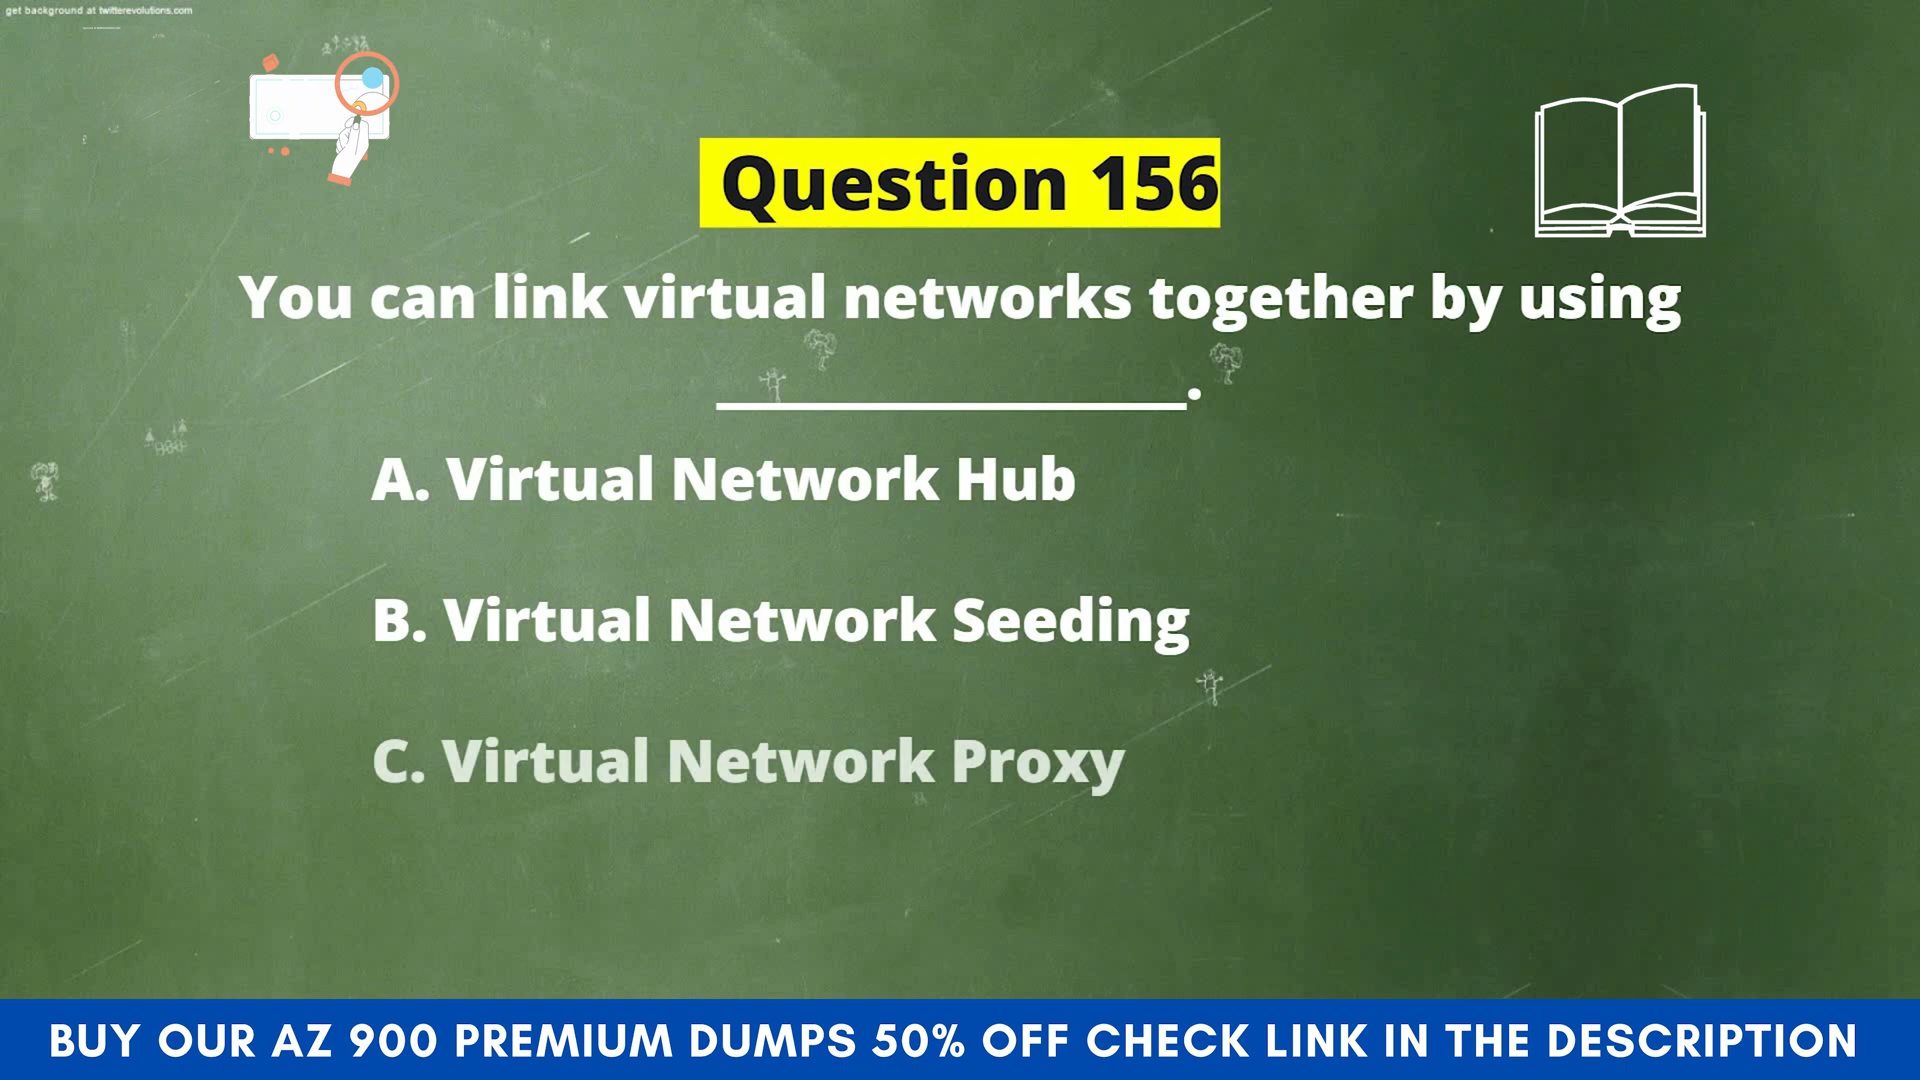 get background at twitterevolutions.com
Question 156
You can link virtual networks together by using
____________________.
A. Virtual Network Hub
B. Virtual Network Seeding
C. Virtual Network Proxy
BUY OUR AZ 900 PREMIUM DUMPS 50% OFF CHECK LINK IN THE DESCRIPTION